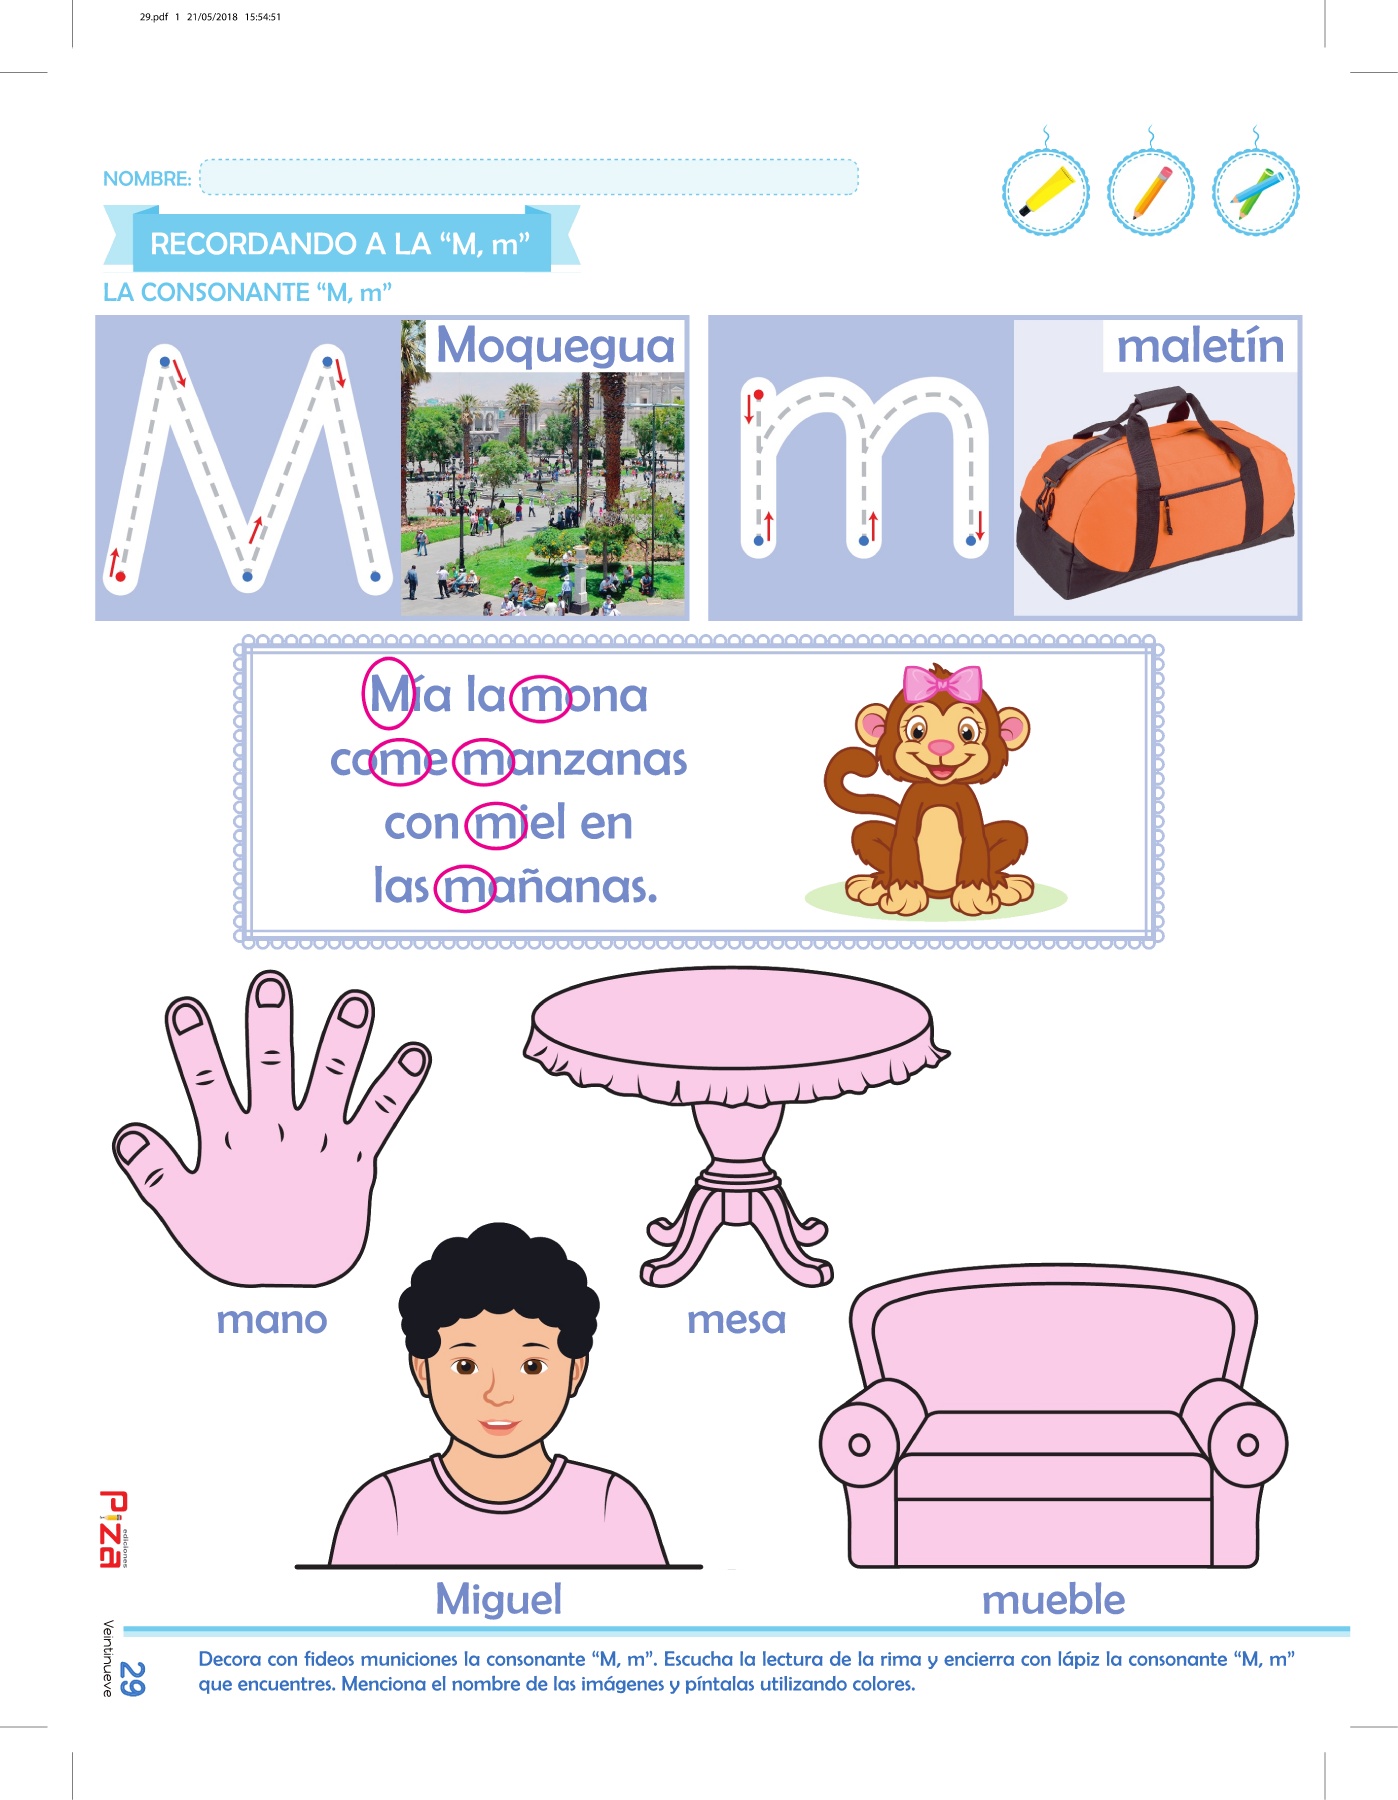 29.pdf 1 21/05/2018 15:54:51
NOMBRE:
RECORDANDO A LA “M, m”
LA CONSONANTE “M, m”
M
Moquegua
m
maletín
Mía la mona
come manzanas
con miel en
las mañanas.
mano
mesa
Miguel
mueble
Piza
ediciones
Veintinueve
29
Decora con fideos municiones la consonante “M, m”. Escucha la lectura de la rima y encierra con lápiz la consonante “M, m”
que encuentres. Menciona el nombre de las imágenes y píntalas utilizando colores.